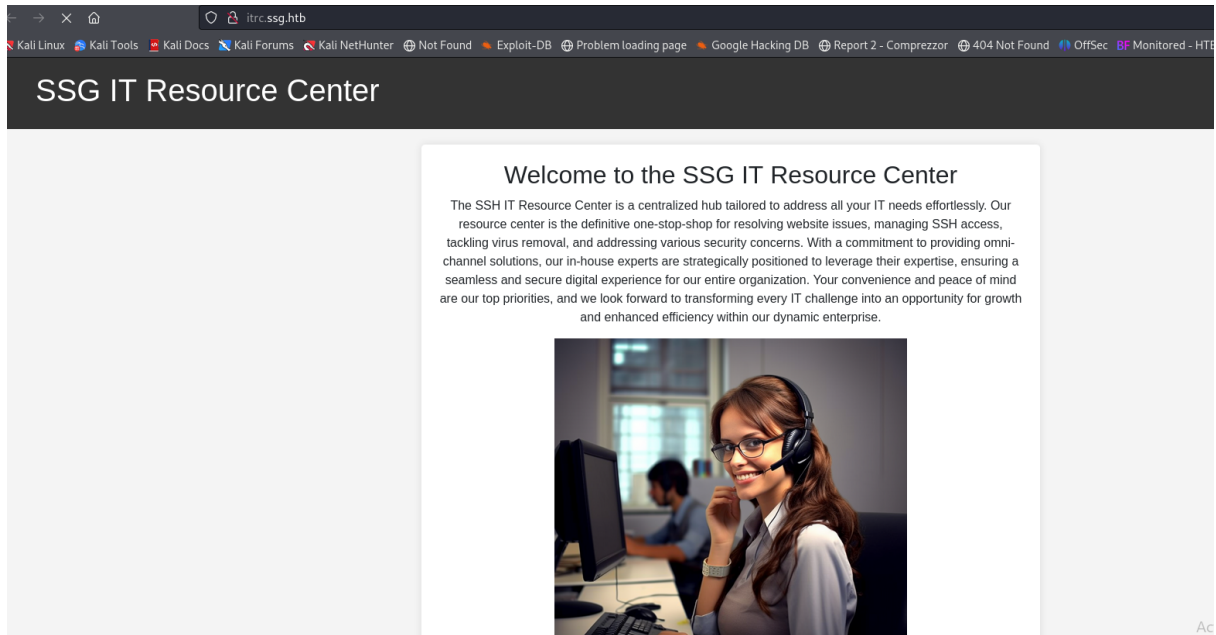 itrc.ssg.htb
Kali Linux Kali Tools Kali Docs Kali Forums Kali NetHunter Not Found Exploit-DB Problem loading page Google Hacking DB Report 2 - Comprezzor 404 Not Found OffSec Monitored - HTB
SSG IT Resource Center
Welcome to the SSG IT Resource Center
The SSH IT Resource Center is a centralized hub tailored to address all your IT needs effortlessly. Our
resource center is the definitive one-stop-shop for resolving website issues, managing SSH access,
tackling virus removal, and addressing various security concerns. With a commitment to providing omni-
channel solutions, our in-house experts are strategically positioned to leverage their expertise, ensuring a
seamless and secure digital experience for our entire organization. Your convenience and peace of mind
are our top priorities, and we look forward to transforming every IT challenge into an opportunity for growth
and enhanced efficiency within our dynamic enterprise.
Ac